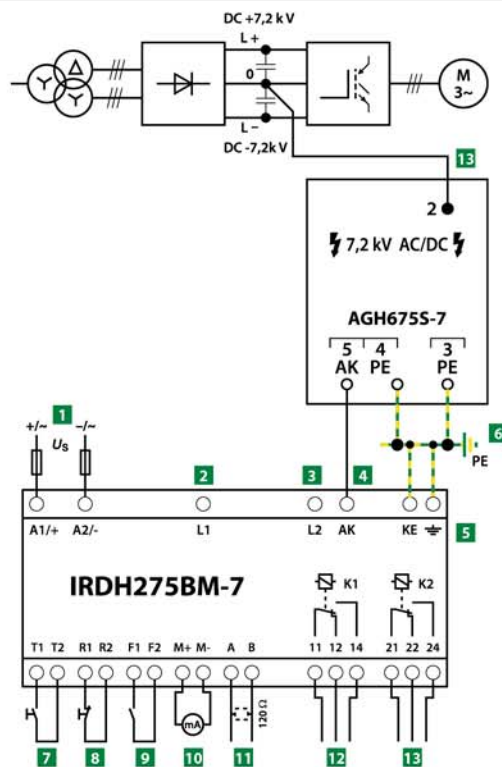 DC +7,2 kV
L +
0
L −
DC -7,2k V
M
3~
13
2
7,2 kV AC/DC
AGH675S-7
5 4 3
AK PE PE
1
+/~ Us −/~
2 3 4
6
PE
A1/+ A2/- L1 L2 AK KE
5
IRDH275BM-7
K1 K2
T1 T2 R1 R2 F1 F2 M+ M- A B 11 12 14 21 22 24
mA
120 Ω
7 8 9 10 11 12 13